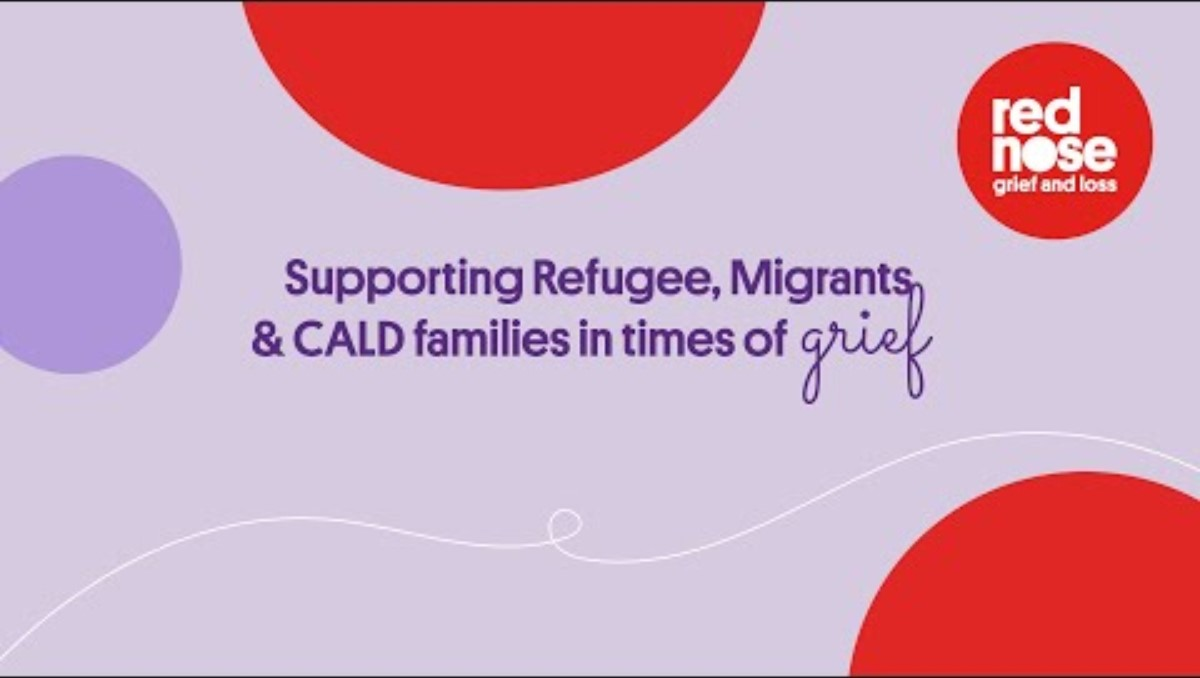 red
nose
grief and loss
Supporting Refugee, Migrants
& CALD families in times of grief